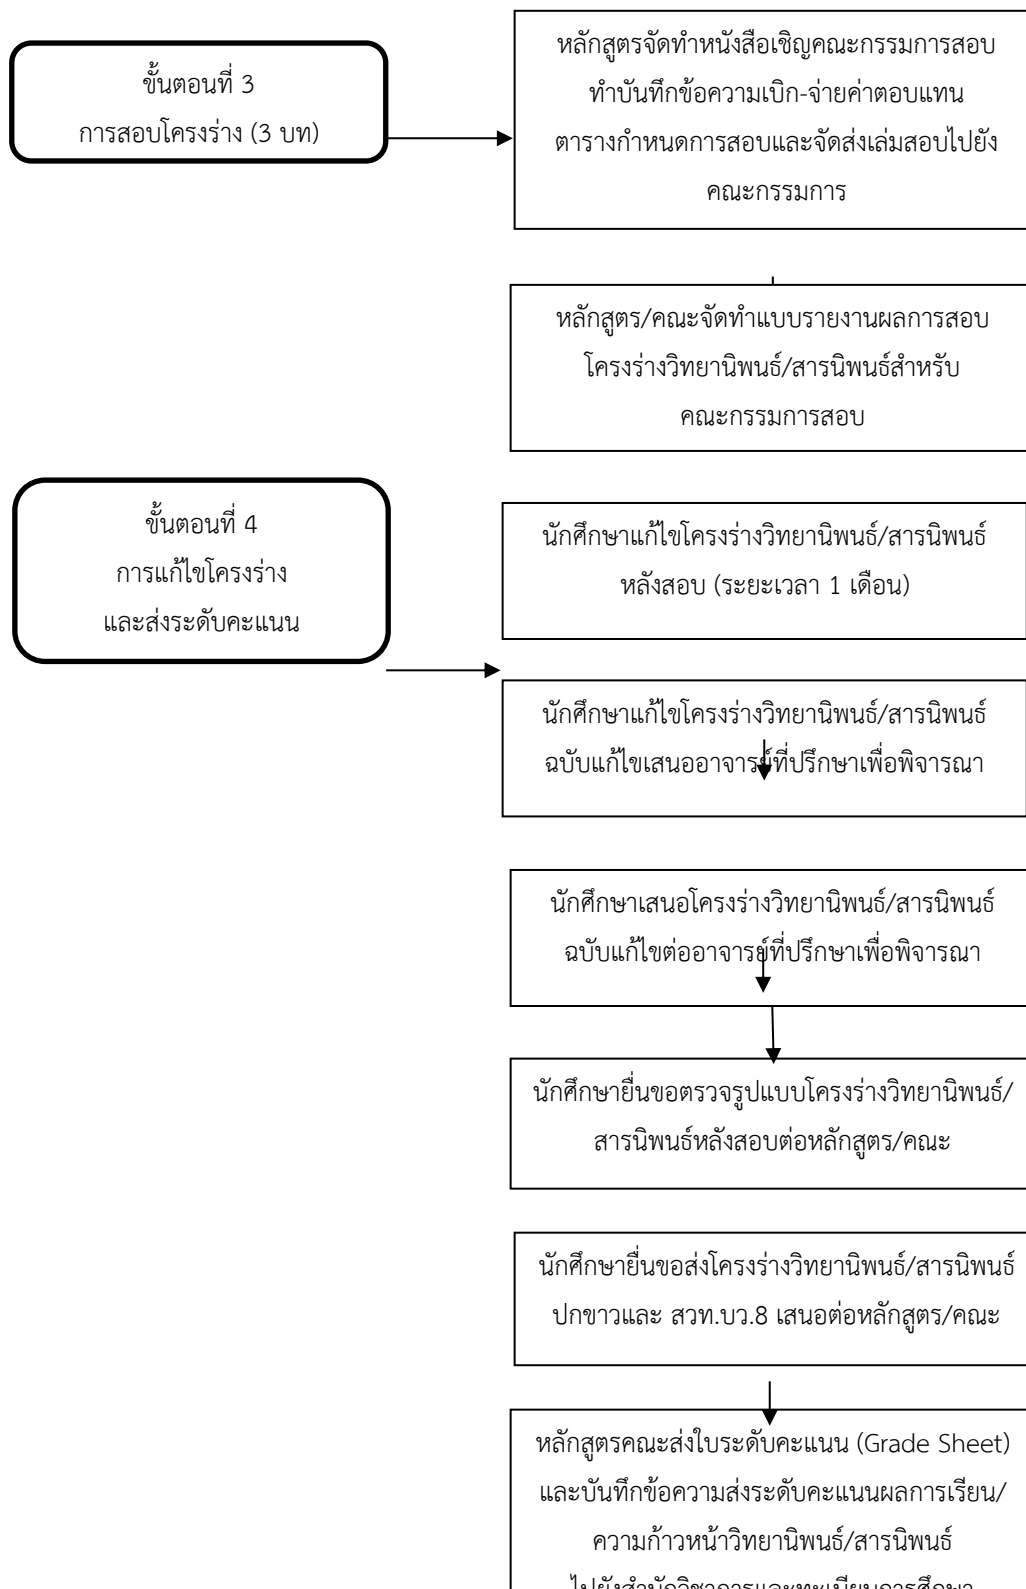 ขั้นตอนที่ 3
การสอบโครงร่าง (3 บท)
หลักสูตรจัดทำหนังสือเชิญคณะกรรมการสอบ
ทำบันทึกข้อความเบิก-จ่ายค่าตอบแทน
ตารางกำหนดการสอบและจัดส่งเล่มสอบไปยัง
คณะกรรมการ
หลักสูตร/คณะจัดทำแบบรายงานผลการสอบ
โครงร่างวิทยานิพนธ์/สารนิพนธ์สำหรับ
คณะกรรมการสอบ
ขั้นตอนที่ 4
การแก้ไขโครงร่าง
และส่งระดับคะแนน
นักศึกษาแก้ไขโครงร่างวิทยานิพนธ์/สารนิพนธ์
หลังสอบ (ระยะเวลา 1 เดือน)
นักศึกษาแก้ไขโครงร่างวิทยานิพนธ์/สารนิพนธ์
ฉบับแก้ไขเสนออาจารย์ที่ปรึกษาเพื่อพิจารณา
นักศึกษาเสนอโครงร่างวิทยานิพนธ์/สารนิพนธ์
ฉบับแก้ไขต่ออาจารย์ที่ปรึกษาเพื่อพิจารณา
นักศึกษายื่นขอตรวจรูปแบบโครงร่างวิทยานิพนธ์/
สารนิพนธ์หลังสอบต่อหลักสูตร/คณะ
นักศึกษายื่นขอส่งโครงร่างวิทยานิพนธ์/สารนิพนธ์
ปกขาวและ สวท.บว.8 เสนอต่อหลักสูตร/คณะ
หลักสูตรคณะส่งใบระดับคะแนน (Grade Sheet)
และบันทึกข้อความส่งระดับคะแนนผลการเรียน/
ความก้าวหน้าวิทยานิพนธ์/สารนิพนธ์
ไปยังสำนักวิชาการและทะเบียนการศึกษา